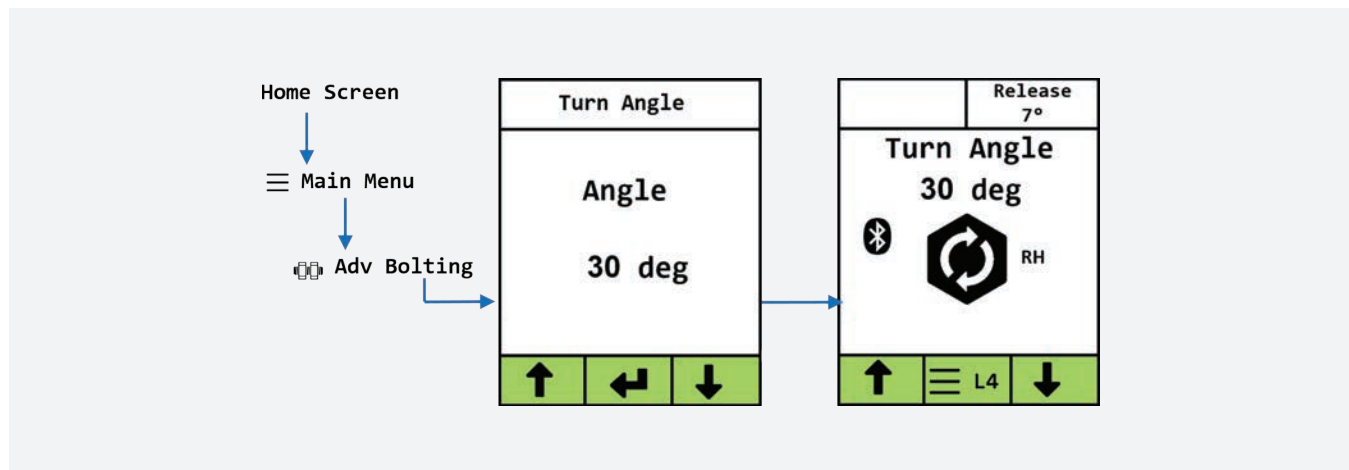 Home Screen
Main Menu
Adv Bolting
Turn Angle
Angle
30 deg
Release
7°
Turn Angle
30 deg
RH
L4